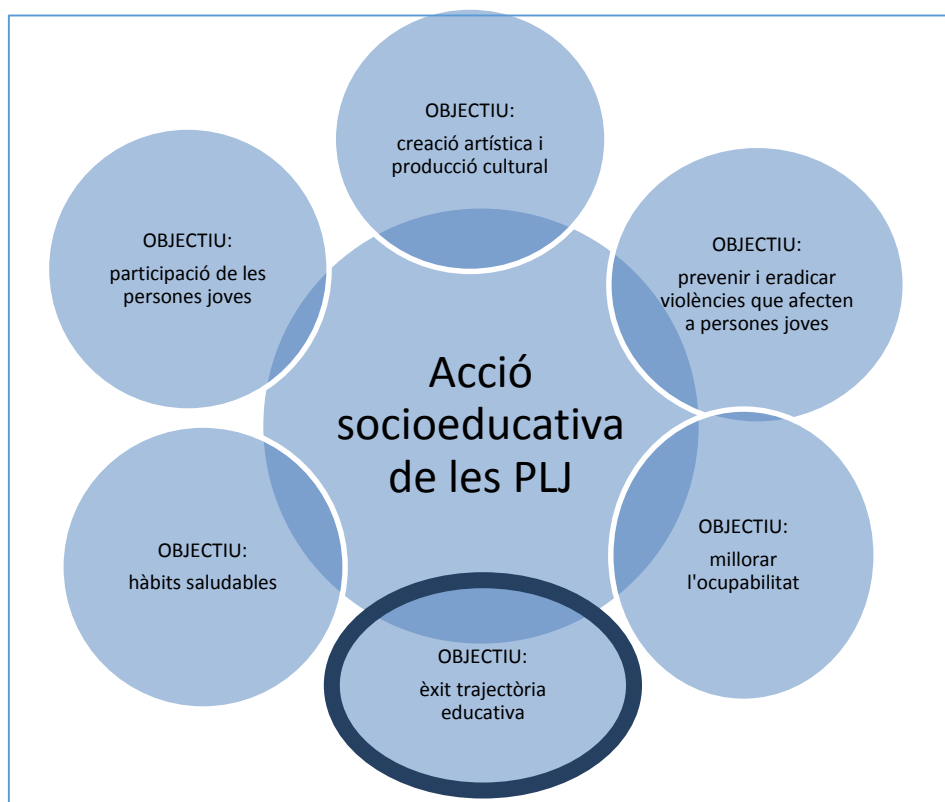 OBJECTIU:
creació artística i
producció cultural
OBJECTIU:
participació de les
persones joves
OBJECTIU:
prevenir i eradicar
violències que afecten
a persones joves
Acció
socioeducativa
de les PLJ
OBJECTIU:
hàbits saludables
OBJECTIU:
millorar
l'ocupabilitat
OBJECTIU:
èxit trajectòria
educativa